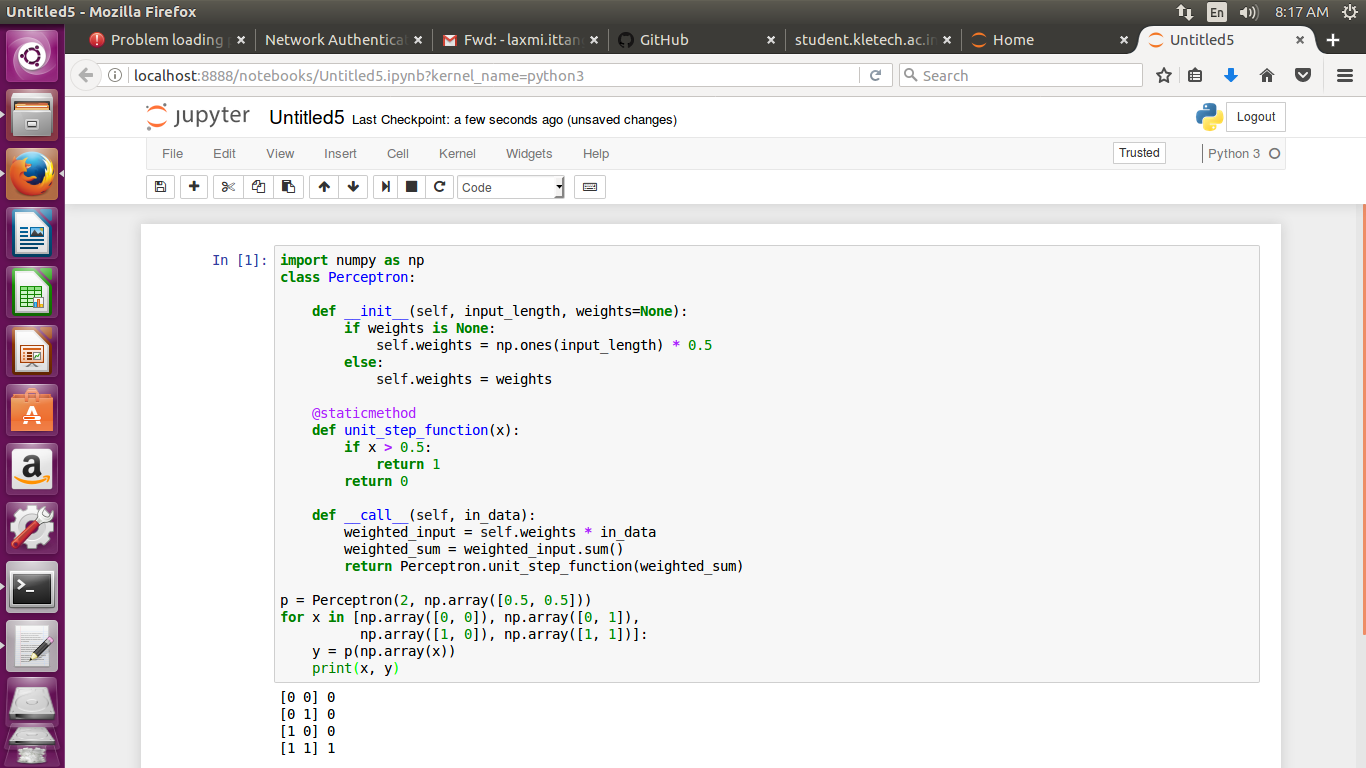 Untitled5 - Mozilla Firefox
En
8:17 AM
Problem loading
Network Authentica
Fwd: - laxmi.ittan
GitHub
student.kletech.ac.in
Home
Untitled5
localhost:8888/notebooks/Untitled5.ipynb?kernel_name=python3
Search
jupyter Untitled5 Last Checkpoint: a few seconds ago (unsaved changes)
Logout
File Edit View Insert Cell Kernel Widgets Help
Trusted
Python 3
Code
In [1]:
import numpy as np
class Perceptron:
    def __init__(self, input_length, weights=None):
        if weights is None:
            self.weights = np.ones(input_length) * 0.5
        else:
            self.weights = weights
    @staticmethod
    def unit_step_function(x):
        if x > 0.5:
            return 1
        return 0
    def __call__(self, in_data):
        weighted_input = self.weights * in_data
        weighted_sum = weighted_input.sum()
        return Perceptron.unit_step_function(weighted_sum)
p = Perceptron(2, np.array([0.5, 0.5]))
for x in [np.array([0, 0]), np.array([0, 1]),
          np.array([1, 0]), np.array([1, 1])]:
    y = p(np.array(x))
    print(x, y)
[0 0] 0
[0 1] 0
[1 0] 0
[1 1] 1